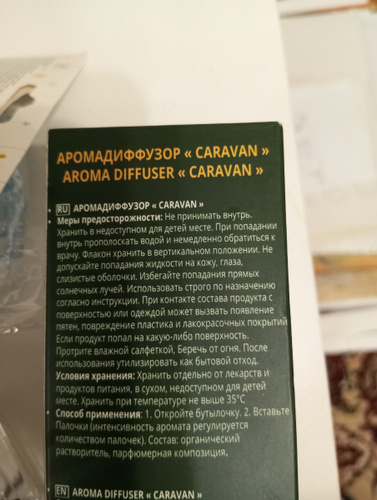 АРОМАДИФФУЗОР « CARAVAN »
AROMA DIFFUSER « CARAVAN »
• RU АРОМАДИФФУЗОР « CARAVAN »
• Меры предосторожности: Не принимать внутрь.
Хранить в недоступном для детей месте. При попадании
внутрь прополоскать водой и немедленно обратиться к
врачу. Флакон хранить в вертикальном положении. Не
допускайте попадания жидкости на кожу, глаза,
слизистые оболочки. Избегайте попадания прямых
солнечных лучей. Использовать строго по назначению
согласно инструкции. При контакте состава продукта с
поверхностью или одеждой может вызвать появление
пятен, повреждение пластика и лакокрасочных покрытий
Если продукт попал на какую-либо поверхность.
Протрите влажной салфеткой. Беречь от огня. После
использования утилизировать как бытовой отход.
Условия хранения: Хранить отдельно от лекарств и
продуктов питания, в сухом, недоступном для детей
месте. Хранить при температуре не выше 35°C
• Способ применения: 1. Откройте бутылочку. 2. Вставьте
Палочки (интенсивность аромата регулируется
количеством палочек). Состав: органический
растворитель, парфюмерная композиция.
• EN AROMA DIFFUSER « CARAVAN »